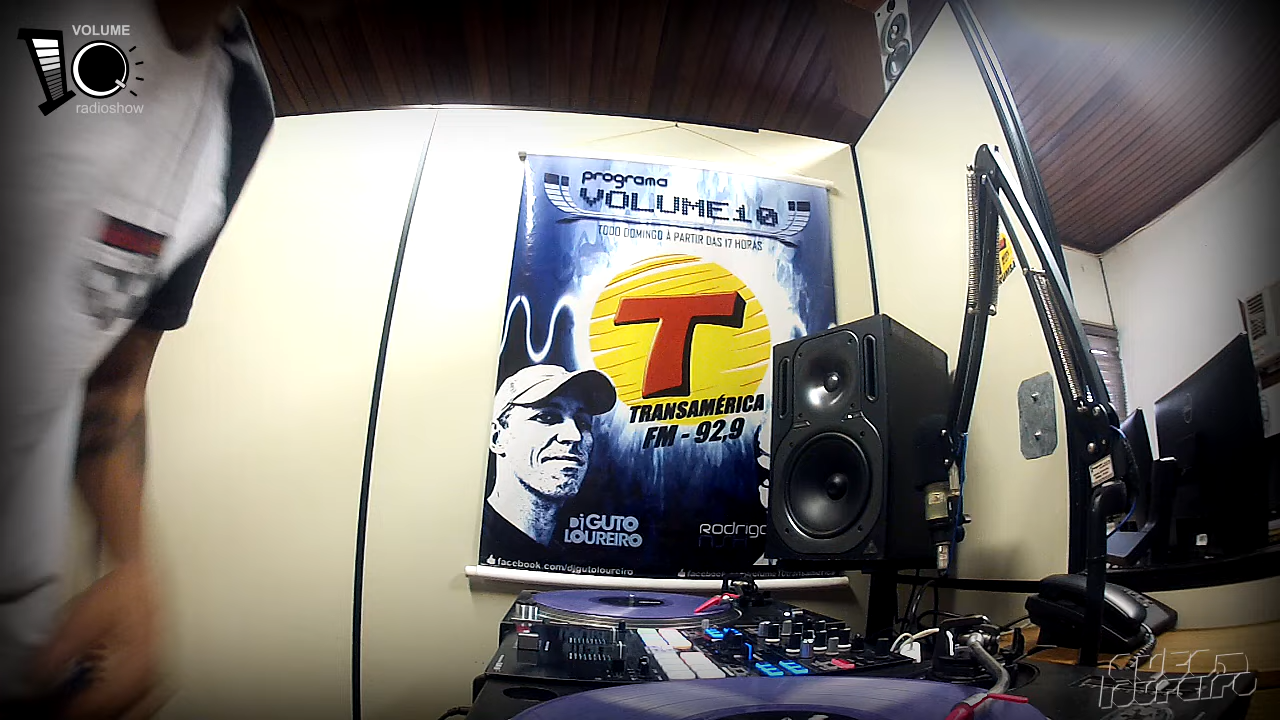 VOLUME
10
radioshow
programa
VOLUME10
TODO DOMINGO À PARTIR DAS 17 HORAS
T
TRANSAMÉRICA
FM - 92,9
Dj GUTO
LOUREIRO
Rodrigo
facebook.com/djgutoloureiro